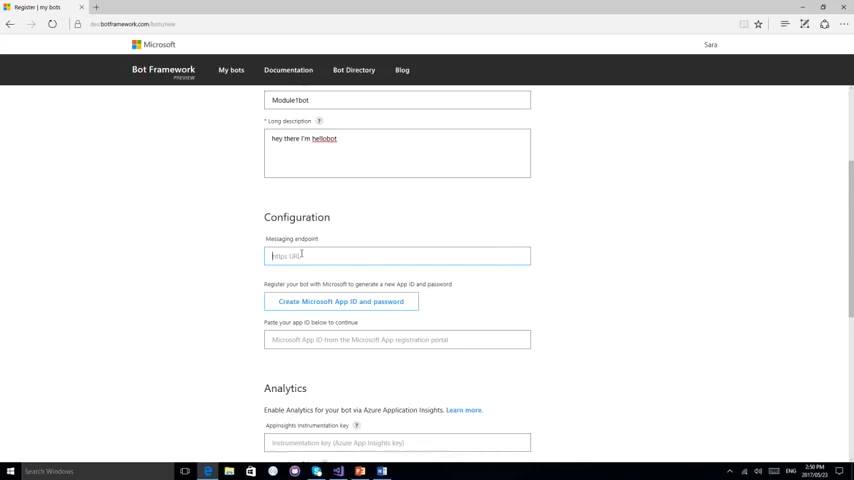 Register | my bots
dev.botframework.com/bots/new
Microsoft
Sara
Bot Framework
PREVIEW
My bots
Documentation
Bot Directory
Blog
Module1bot
* Long description ?
hey there I'm hellobot
Configuration
Messaging endpoint
https URL
Register your bot with Microsoft to generate a new App ID and password
Create Microsoft App ID and password
Paste your app ID below to continue
Microsoft App ID from the Microsoft App registration portal
Analytics
Enable Analytics for your bot via Azure Application Insights. Learn more.
AppInsights Instrumentation key ?
Instrumentation key (Azure App Insights key)
Search Windows
ENG
2:50 PM
2017/05/23